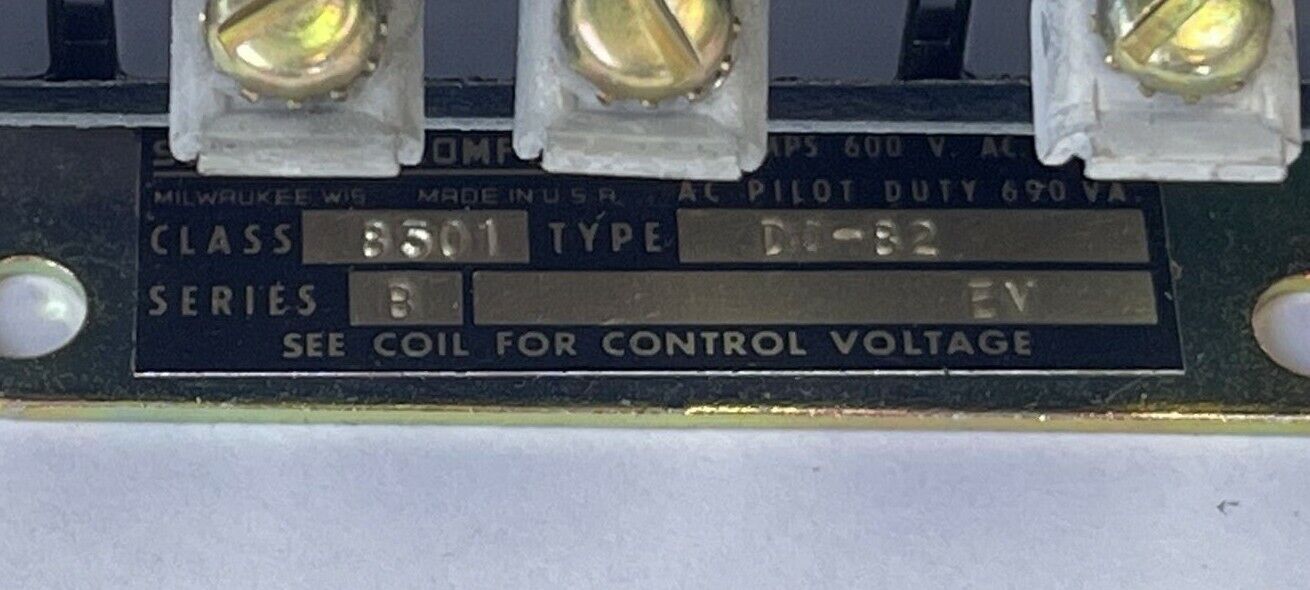 600 V. AC.
MILWAUKEE WIS MADE IN U.S.A. AC PILOT DUTY 690 VA.
CLASS 8501 TYPE
SERIES B EV
SEE COIL FOR CONTROL VOLTAGE